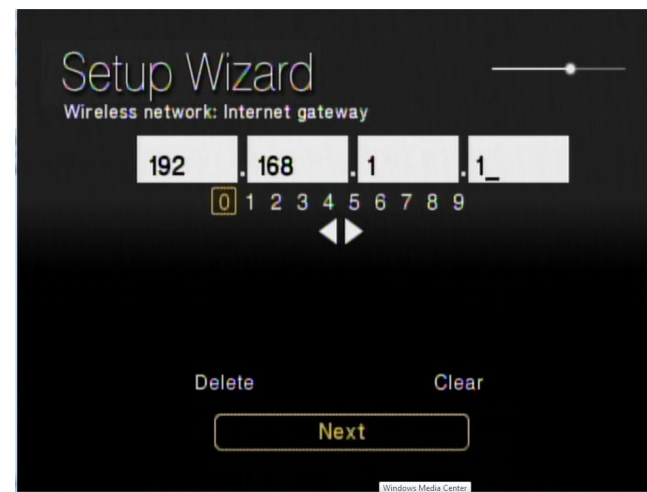 Setup Wizard
Wireless network: Internet gateway
192 . 168 . 1 . 1_
0 1 2 3 4 5 6 7 8 9
Delete Clear
Next
Windows Media Center